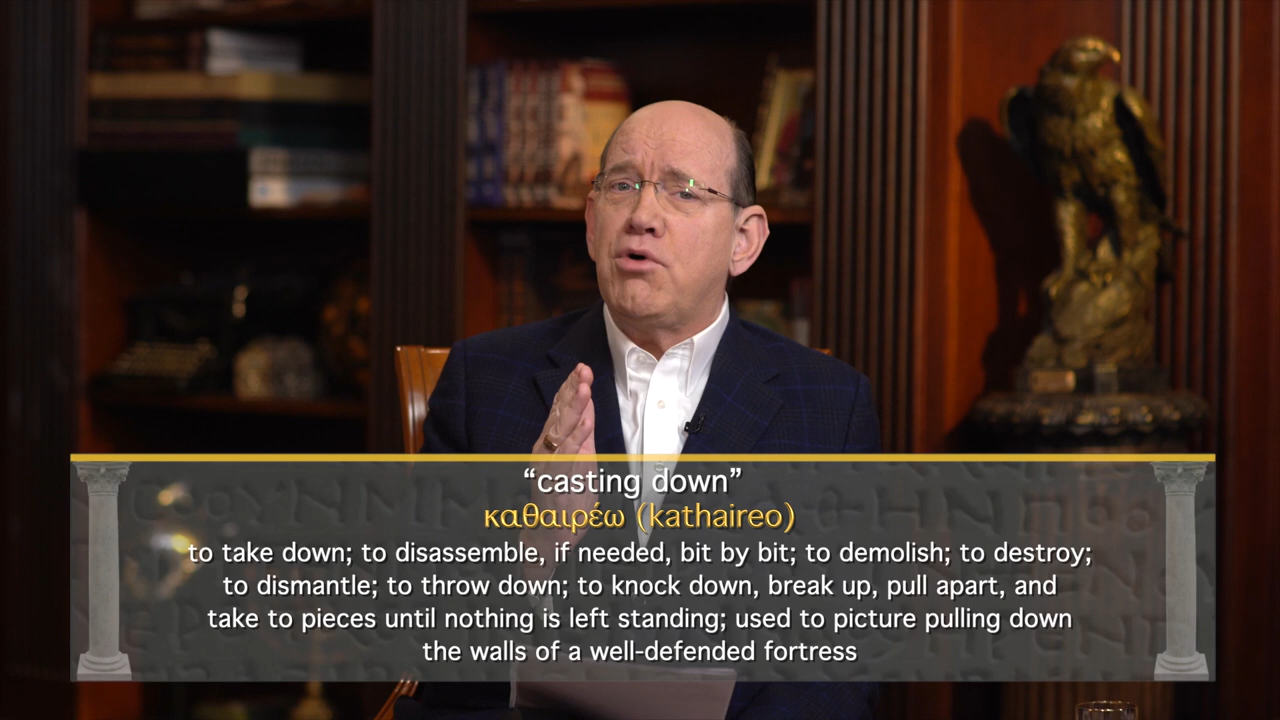 “casting down”
καθαιρέω (kathaireo)
to take down; to disassemble, if needed, bit by bit; to demolish; to destroy;
to dismantle; to throw down; to knock down, break up, pull apart, and
take to pieces until nothing is left standing; used to picture pulling down
the walls of a well-defended fortress